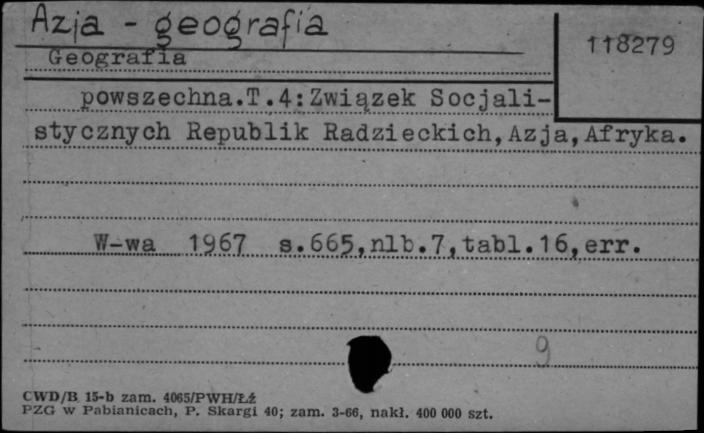 Azja - geografia
118279
Geografia
powszechna.T.4:Związek Socjali-
stycznych Republik Radzieckich,Azja,Afryka.
W-wa 1967 s.665,nlb.7,tabl.16,err.
9
CWD/B 15-b zam. 4065/PWH/Łż
PZG w Pabianicach, P. Skargi 40; zam. 3-66, nakł. 400 000 szt.